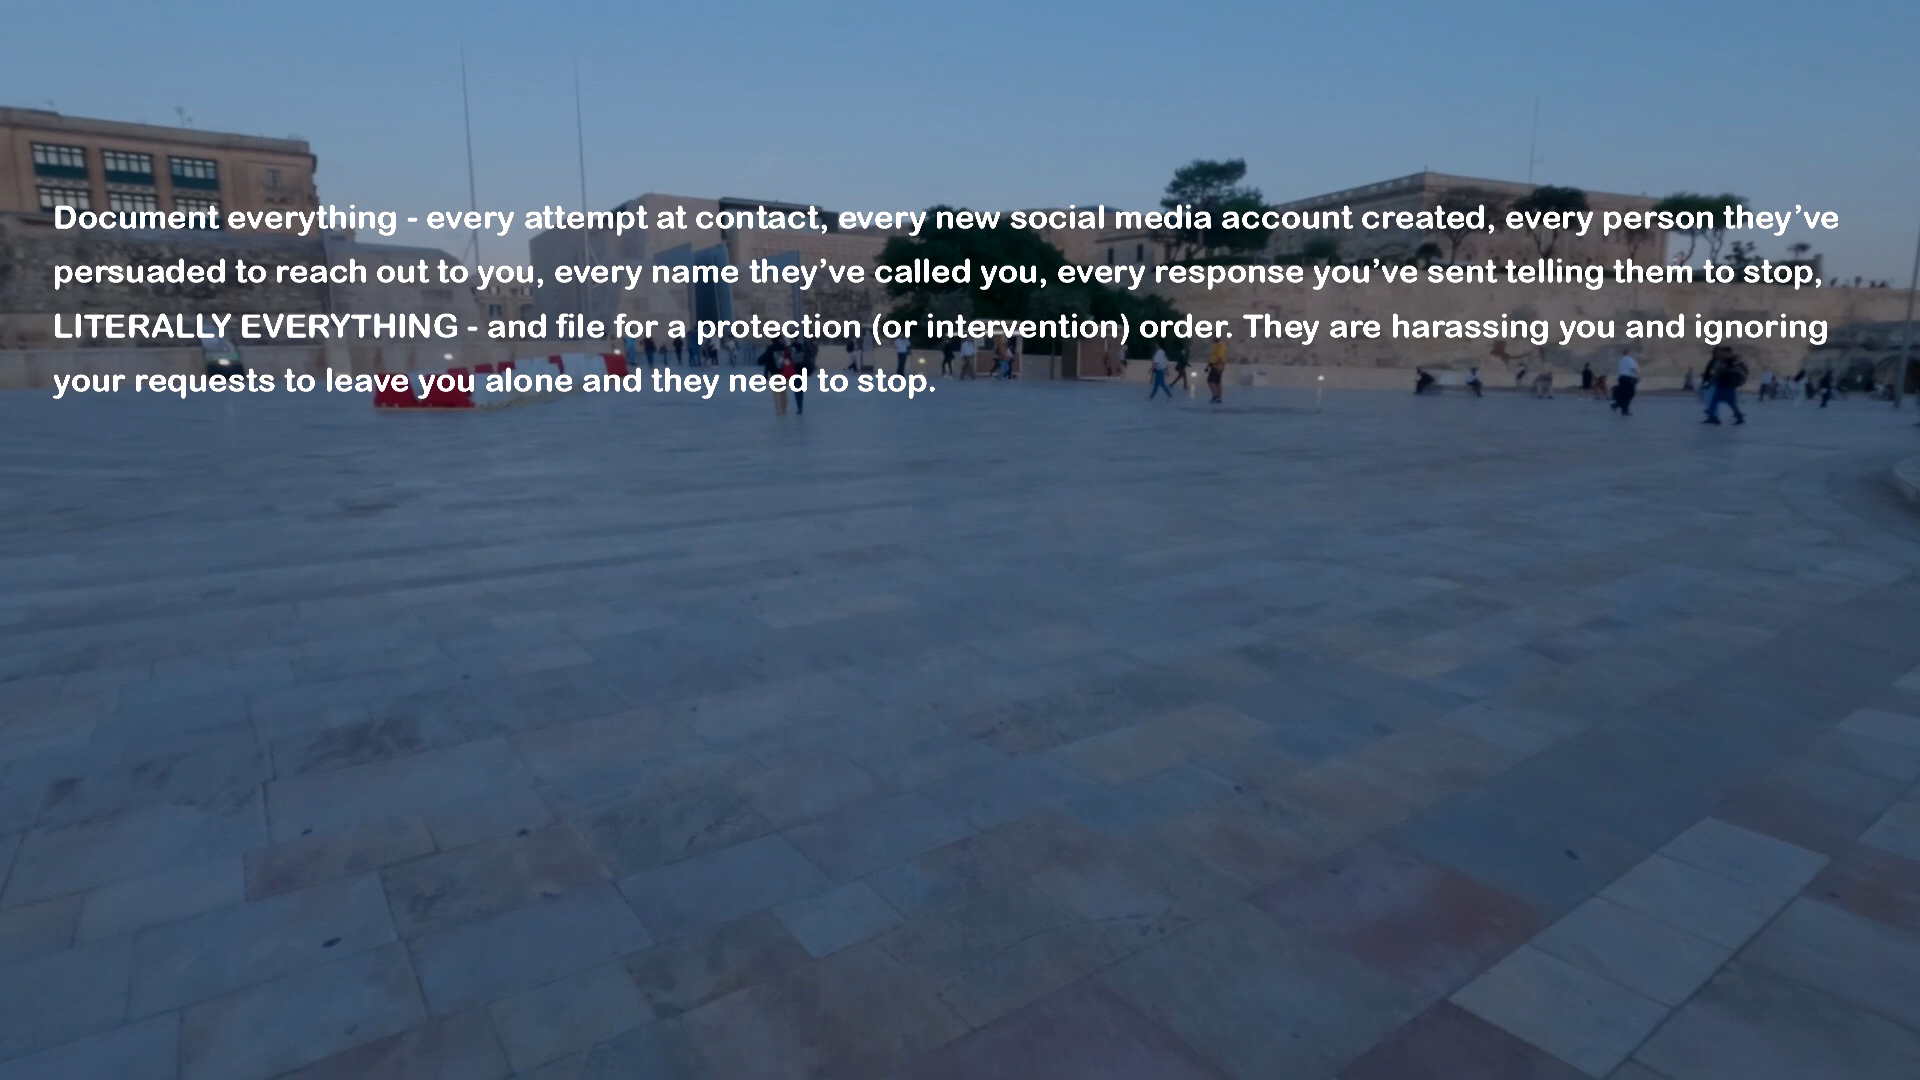 Document everything - every attempt at contact, every new social media account created, every person they’ve
persuaded to reach out to you, every name they’ve called you, every response you’ve sent telling them to stop,
LITERALLY EVERYTHING - and file for a protection (or intervention) order. They are harassing you and ignoring
your requests to leave you alone and they need to stop.